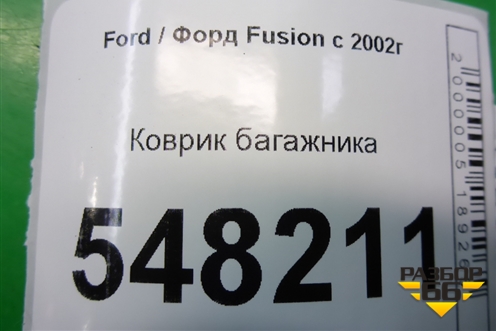 Ford / Форд Fusion с 2002г
Коврик багажника
548211
РАЗБОР
66